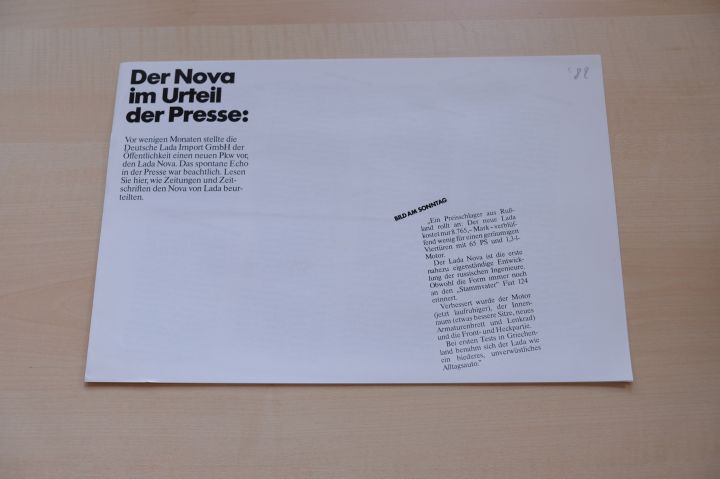 Der Nova
im Urteil
der Presse:
Vor wenigen Monaten stellte die
Deutsche Lada Import GmbH der
Öffentlichkeit einen neuen Pkw vor,
den Lada Nova. Das spontane Echo
in der Presse war beachtlich. Lesen
Sie hier, wie Zeitungen und Zeit-
schriften den Nova von Lada beur-
teilten.
'82
BILD AM SONNTAG
„Ein Preisschlager aus Ruß-
land rollt an. Der neue Lada
kostet nur 8.765,- Mark - verblüf-
fend wenig für einen geräumigen
Viertürer mit 65 PS und 1,3-l-
Motor.
Der Lada Nova ist die erste
nahezu eigenständige Entwick-
lung der russischen Ingenieure.
Obwohl die Form immer noch
an den „Stammvater“ Fiat 124
erinnert.
Verbessert wurde der Motor
(jetzt laufruhiger), der Innen-
raum (etwas bessere Sitze, neues
Armaturenbrett und Lenkrad)
und die Front- und Heckpartie.
Bei ersten Tests in Griechen-
land benahm sich der Lada wie
ein biederes, unverwüstliches
Alltagsauto.“